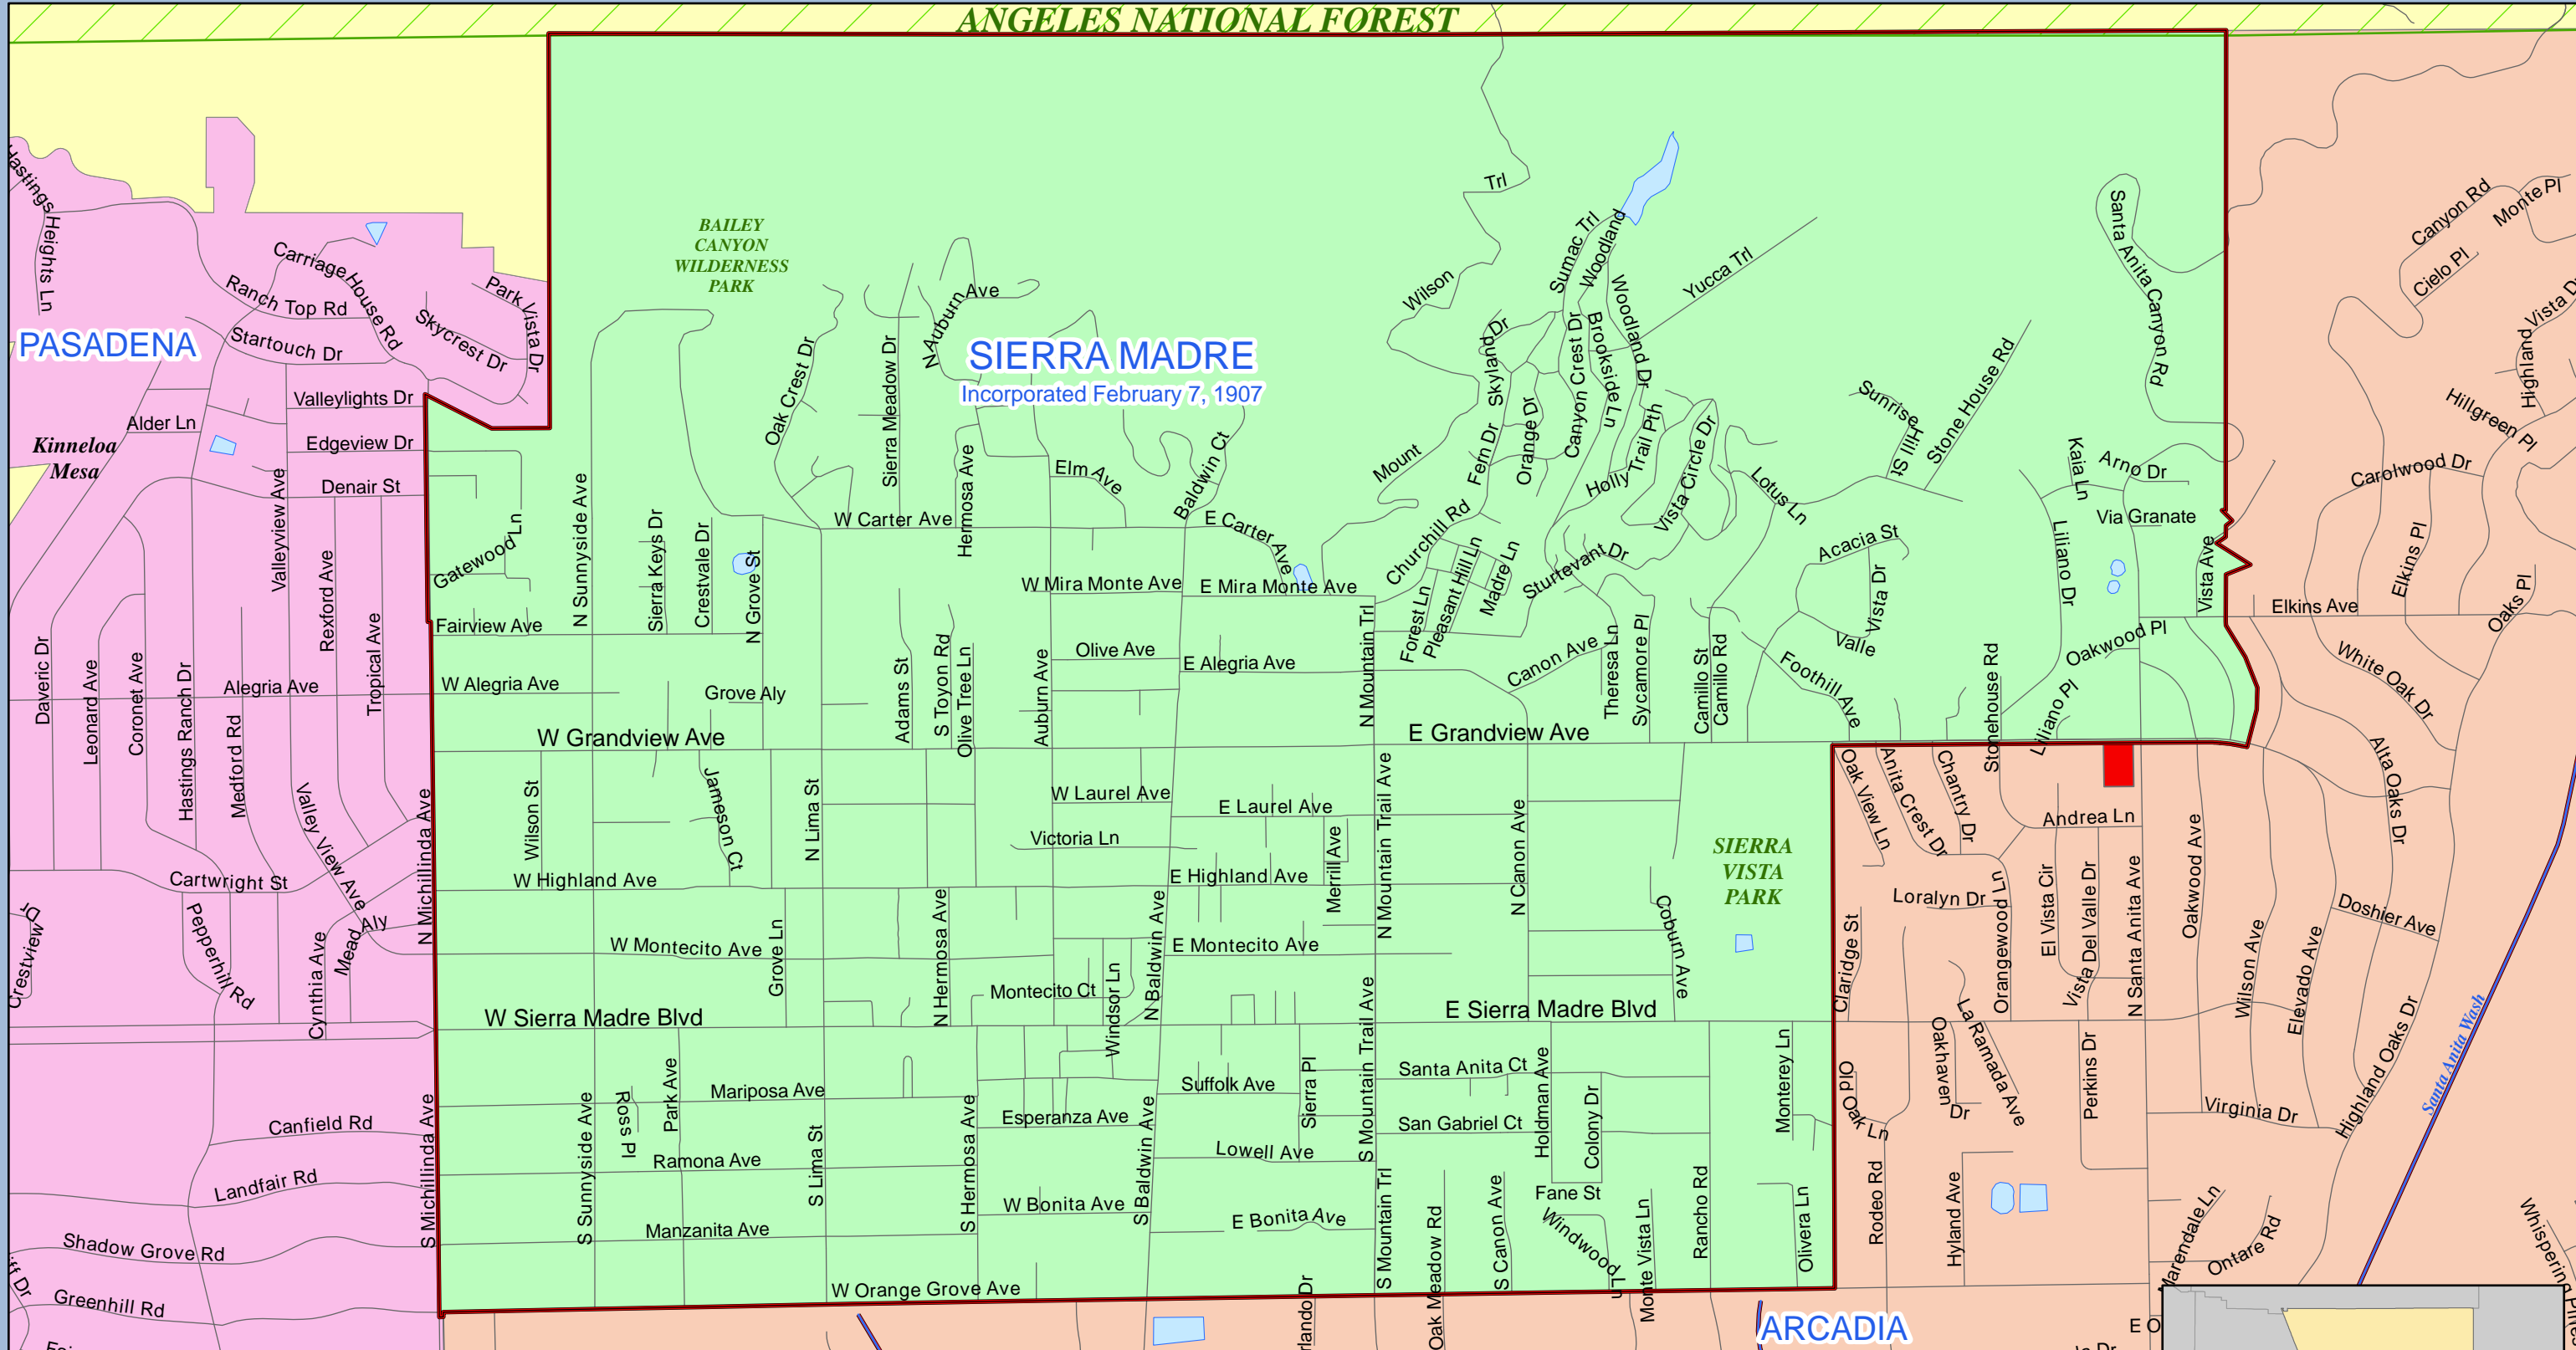 ANGELES NATIONAL FOREST
Hastings Heights Ln
Carriage House Rd
Ranch Top Rd
Startouch Dr
Skycrest Dr
Park Vista Dr
PASADENA
Valleylights Dr
Alder Ln
Edgeview Dr
Kinneloa
Mesa
Denair St
Valleyview Ave
Rexford Ave
Tropical Ave
Daveric Dr
Leonard Ave
Coronet Ave
Hastings Ranch Dr
Medford Rd
Alegria Ave
Valley View Ave
Cartwright St
Pepperhill Rd
Cynthia Ave
Mead Aly
Crestview Dr
N Michillinda Ave
S Michillinda Ave
Canfield Rd
Landfair Rd
Shadow Grove Rd
Greenhill Rd
BAILEY
CANYON
WILDERNESS
PARK
SIERRA MADRE
Incorporated February 7, 1907
Oak Crest Dr
Sierra Meadow Dr
N Auburn Ave
Hermosa Ave
Elm Ave
Baldwin Ct
W Carter Ave
E Carter Ave
Gatewood Ln
N Sunnyside Ave
Sierra Keys Dr
Crestvale Dr
N Grove St
Fairview Ave
W Mira Monte Ave
E Mira Monte Ave
W Alegria Ave
Grove Aly
Adams St
S Toyon Rd
Olive Tree Ln
Auburn Ave
Olive Ave
E Alegria Ave
N Mountain Trl
W Grandview Ave
E Grandview Ave
Mount Wilson Trl
Sumac Trl
Woodland
Woodland Dr
Yucca Trl
Skyland Dr
Brookside Ln
Canyon Crest Dr
Fern Dr
Orange Dr
Holly Trail Pth
Vista Circle Dr
Churchill Rd
Forest Ln
Pleasant Hill Ln
Madre Ln
Sturtevant Dr
Canon Ave
Theresa Ln
Sycamore Pl
Camillo St
Camillo Rd
Lotus Ln
Sunrise Hill St
Stone House Rd
Acacia St
Valle Vista Dr
Foothill Ave
Santa Anita Canyon Rd
Kaia Ln
Arno Dr
Via Granate
Liliano Dr
Vista Ave
Oakwood Pl
Stonehouse Rd
Liliano Pl
Wilson St
Jameson Ct
N Lima St
W Laurel Ave
E Laurel Ave
Victoria Ln
Merrill Ave
N Mountain Trail Ave
N Canon Ave
W Highland Ave
E Highland Ave
SIERRA
VISTA
PARK
Coburn Ave
W Montecito Ave
E Montecito Ave
Grove Ln
N Hermosa Ave
Montecito Ct
Windsor Ln
N Baldwin Ave
W Sierra Madre Blvd
E Sierra Madre Blvd
S Mountain Trail Ave
S Sunnyside Ave
Ross Pl
Park Ave
Mariposa Ave
S Lima St
S Hermosa Ave
Esperanza Ave
Suffolk Ave
Sierra Pl
Santa Anita Ct
San Gabriel Ct
Holdman Ave
Colony Dr
Monterey Ln
Ramona Ave
Lowell Ave
S Baldwin Ave
W Bonita Ave
E Bonita Ave
Manzanita Ave
W Orange Grove Ave
S Mountain Trl
Oak Meadow Rd
S Canon Ave
Fane St
Windwood Ln
Monte Vista Ln
Rancho Rd
Olivera Ln
Canyon Rd
Monte Pl
Cielo Pl
Highland Vista Dr
Hillgreen Pl
Carolwood Dr
Elkins Pl
Elkins Ave
Oaks Pl
White Oak Dr
Alta Oaks Dr
Oak View Ln
Anita Crest Dr
Chantry Dr
Andrea Ln
Loralyn Dr
Orangewood Ln
El Vista Cir
Vista Del Valle Dr
N Santa Anita Ave
Oakwood Ave
Wilson Ave
Elevado Ave
Doshier Ave
Highland Oaks Dr
Santa Anita Wash
Claridge St
Old Oak Ln
Oakhaven Dr
La Ramada Ave
Perkins Dr
Virginia Dr
Rodeo Rd
Hyland Ave
Marendale Ln
Ontare Rd
Whispering
ARCADIA
E O